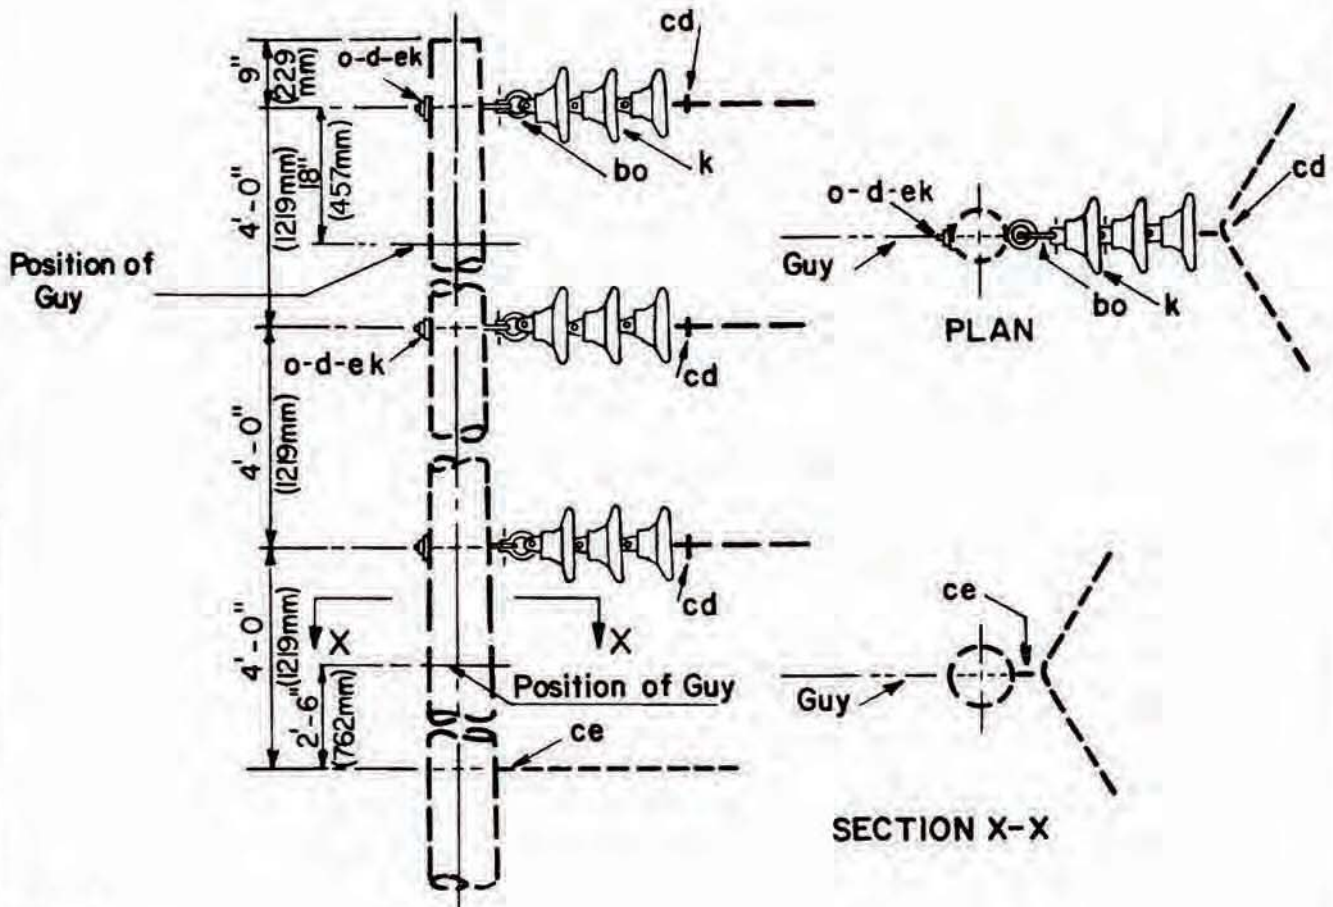 9"
(229
mm)
o-d-ek
cd
4'-0"
(1219mm)
18"
(457mm)
bo
k
Position of
Guy
o-d-ek
cd
4'-0"
(1219mm)
cd
4'-0"
(1219mm)
X
X
2'-6"
(762mm)
Position of Guy
ce
o-d-ek
cd
Guy
bo
k
PLAN
ce
Guy
SECTION X-X